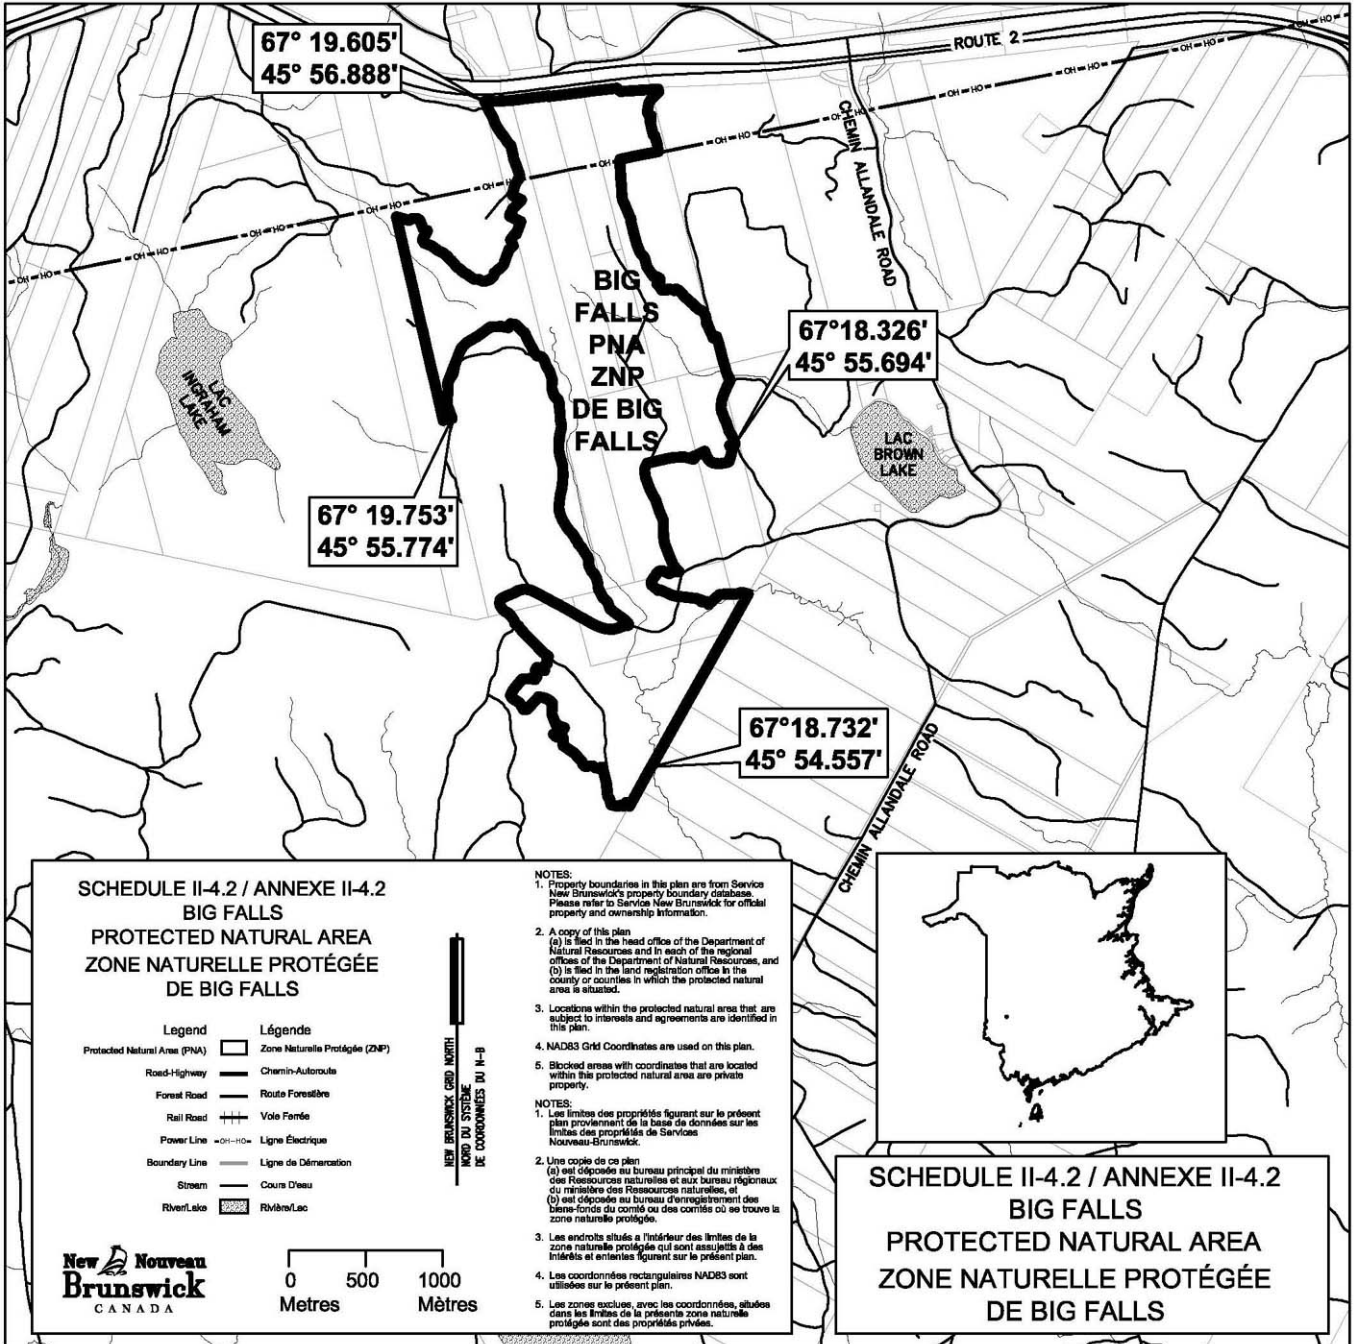 67° 19.605'
45° 56.888'
ROUTE 2
CHEMIN ALLANDALE ROAD
BIG
FALLS
PNA
ZNP
DE BIG
FALLS
67°18.326'
45° 55.694'
LAC
INGRAHAM
LAKE
LAC
BROWN
LAKE
67° 19.753'
45° 55.774'
67°18.732'
45° 54.557'
CHEMIN ALLANDALE ROAD
SCHEDULE II-4.2 / ANNEXE II-4.2
BIG FALLS
PROTECTED NATURAL AREA
ZONE NATURELLE PROTÉGÉE
DE BIG FALLS
Legend Légende
Protected Natural Area (PNA) Zone Naturelle Protégée (ZNP)
Road-Highway Chemin-Autoroute
Forest Road Route Forestière
Rail Road Voie Ferrée
Power Line -OH-HO- Ligne Électrique
Boundary Line Ligne de Démarcation
Stream Cours D'eau
River/Lake Rivière/Lac
NEW BRUNSWICK GRID NORTH
NORD DU SYSTÈME
DE COORDONNÉES DU N-B
New Nouveau
Brunswick
CANADA
0 500 1000
Metres Mètres
NOTES:
1. Property boundaries in this plan are from Service
New Brunswick's property boundary database.
Please refer to Service New Brunswick for official
property and ownership information.
2. A copy of this plan
(a) is filed in the head office of the Department of
Natural Resources and in each of the regional
offices of the Department of Natural Resources, and
(b) is filed in the land registration office in the
county or counties in which the protected natural
area is situated.
3. Locations within the protected natural area that are
subject to interests and agreements are identified in
this plan.
4. NAD83 Grid Coordinates are used on this plan.
5. Blocked areas with coordinates that are located
within this protected natural area are private
property.
NOTES:
1. Les limites des propriétés figurant sur le présent
plan proviennent de la base de données sur les
limites des propriétés de Services
Nouveau-Brunswick.
2. Une copie de ce plan
(a) est déposée au bureau principal du ministère
des Ressources naturelles et aux bureau régionaux
du ministère des Ressources naturelles, et
(b) est déposée au bureau d'enregistrement des
biens-fonds du comté ou des comtés où se trouve la
zone naturelle protégée.
3. Les endroits situés a l'intérieur des limites de la
zone naturelle protégée qui sont assujettis à des
intérêts et ententes figurant sur le présent plan.
4. Les coordonnées rectangulaires NAD83 sont
utilisées sur le présent plan.
5. Les zones exclues, avec les coordonnées, situées
dans les limites de la présente zone naturelle
protégée sont des propriétés privées.
SCHEDULE II-4.2 / ANNEXE II-4.2
BIG FALLS
PROTECTED NATURAL AREA
ZONE NATURELLE PROTÉGÉE
DE BIG FALLS